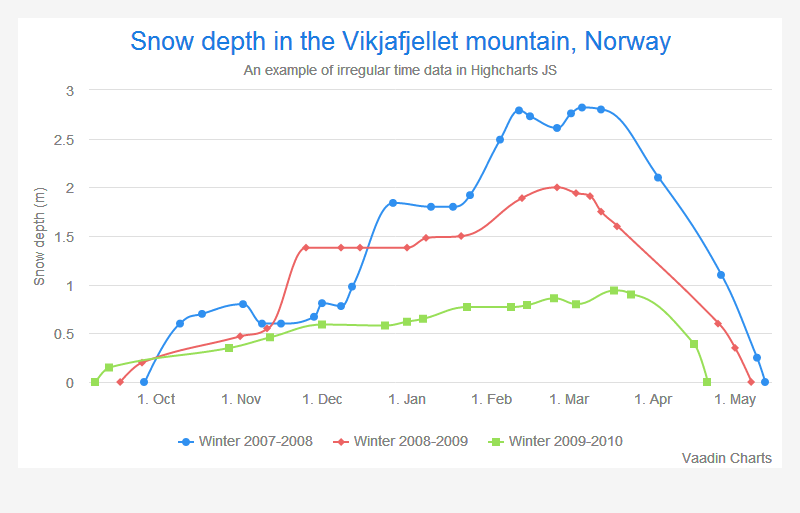 Snow depth in the Vikjafjellet mountain, Norway
An example of irregular time data in Highcharts JS
Snow depth (m)
3
2.5
2
1.5
1
0.5
0
1. Oct 1. Nov 1. Dec 1. Jan 1. Feb 1. Mar 1. Apr 1. May
Winter 2007-2008 Winter 2008-2009 Winter 2009-2010
Vaadin Charts